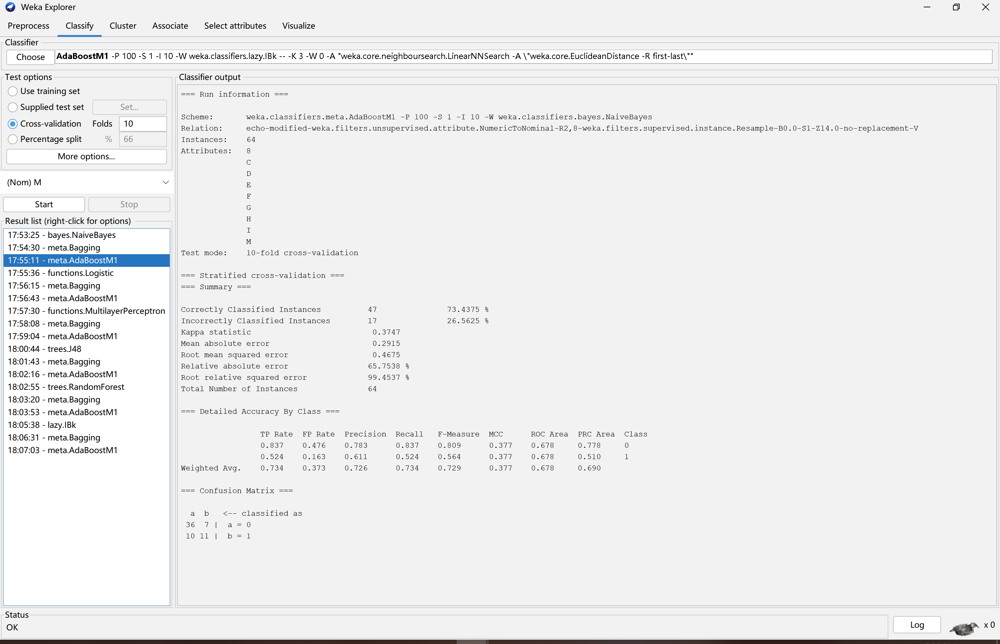 Weka Explorer
Preprocess Classify Cluster Associate Select attributes Visualize
Classifier
Choose AdaBoostM1 -P 100 -S 1 -I 10 -W weka.classifiers.lazy.IBk -- -K 3 -W 0 -A "weka.core.neighboursearch.LinearNNSearch -A \"weka.core.EuclideanDistance -R first-last\""
Test options
Use training set
Supplied test set Set...
Cross-validation Folds 10
Percentage split % 66
More options...
(Nom) M
Start Stop
Result list (right-click for options)
17:53:25 - bayes.NaiveBayes
17:54:30 - meta.Bagging
17:55:11 - meta.AdaBoostM1
17:55:36 - functions.Logistic
17:56:15 - meta.Bagging
17:56:43 - meta.AdaBoostM1
17:57:30 - functions.MultilayerPerceptron
17:58:08 - meta.Bagging
17:59:04 - meta.AdaBoostM1
18:00:44 - trees.J48
18:01:43 - meta.Bagging
18:02:16 - meta.AdaBoostM1
18:02:55 - trees.RandomForest
18:03:20 - meta.Bagging
18:03:53 - meta.AdaBoostM1
18:05:38 - lazy.IBk
18:06:31 - meta.Bagging
18:07:03 - meta.AdaBoostM1
Classifier output
=== Run information ===
Scheme: weka.classifiers.meta.AdaBoostM1 -P 100 -S 1 -I 10 -W weka.classifiers.bayes.NaiveBayes
Relation: echo-modified-weka.filters.unsupervised.attribute.NumericToNominal-R2,8-weka.filters.supervised.instance.Resample-B0.0-S1-Z14.0-no-replacement-V
Instances: 64
Attributes: 8
C
D
E
F
G
H
I
M
Test mode: 10-fold cross-validation
=== Stratified cross-validation ===
=== Summary ===
Correctly Classified Instances 47 73.4375 %
Incorrectly Classified Instances 17 26.5625 %
Kappa statistic 0.3747
Mean absolute error 0.2915
Root mean squared error 0.4675
Relative absolute error 65.7538 %
Root relative squared error 99.4537 %
Total Number of Instances 64
=== Detailed Accuracy By Class ===
TP Rate FP Rate Precision Recall F-Measure MCC ROC Area PRC Area Class
0.837 0.476 0.783 0.837 0.809 0.377 0.678 0.778 0
0.524 0.163 0.611 0.524 0.564 0.377 0.678 0.510 1
Weighted Avg. 0.734 0.373 0.726 0.734 0.729 0.377 0.678 0.690
=== Confusion Matrix ===
a b <-- classified as
36 7 | a = 0
10 11 | b = 1
Status
OK
Log x 0